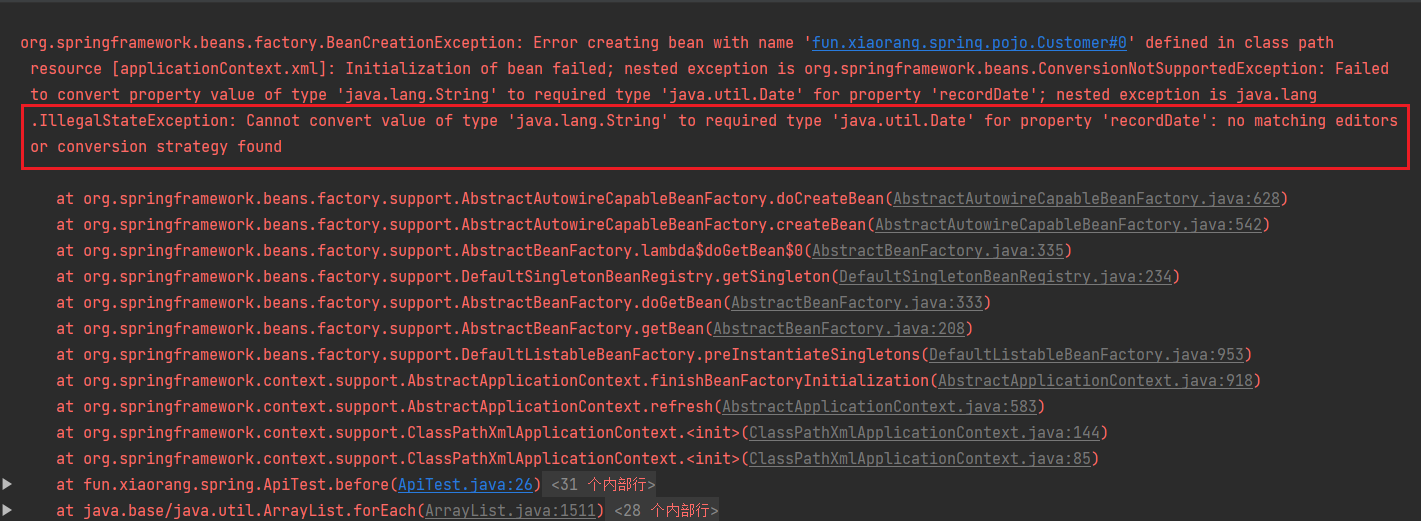 org.springframework.beans.factory.BeanCreationException: Error creating bean with name 'fun.xiaorang.spring.pojo.Customer#0' defined in class path
resource [applicationContext.xml]: Initialization of bean failed; nested exception is org.springframework.beans.ConversionNotSupportedException: Failed
to convert property value of type 'java.lang.String' to required type 'java.util.Date' for property 'recordDate'; nested exception is java.lang
.IllegalStateException: Cannot convert value of type 'java.lang.String' to required type 'java.util.Date' for property 'recordDate': no matching editors
or conversion strategy found
at org.springframework.beans.factory.support.AbstractAutowireCapableBeanFactory.doCreateBean(AbstractAutowireCapableBeanFactory.java:628)
at org.springframework.beans.factory.support.AbstractAutowireCapableBeanFactory.createBean(AbstractAutowireCapableBeanFactory.java:542)
at org.springframework.beans.factory.support.AbstractBeanFactory.lambda$doGetBean$0(AbstractBeanFactory.java:335)
at org.springframework.beans.factory.support.DefaultSingletonBeanRegistry.getSingleton(DefaultSingletonBeanRegistry.java:234)
at org.springframework.beans.factory.support.AbstractBeanFactory.doGetBean(AbstractBeanFactory.java:333)
at org.springframework.beans.factory.support.AbstractBeanFactory.getBean(AbstractBeanFactory.java:208)
at org.springframework.beans.factory.support.DefaultListableBeanFactory.preInstantiateSingletons(DefaultListableBeanFactory.java:953)
at org.springframework.context.support.AbstractApplicationContext.finishBeanFactoryInitialization(AbstractApplicationContext.java:918)
at org.springframework.context.support.AbstractApplicationContext.refresh(AbstractApplicationContext.java:583)
at org.springframework.context.support.ClassPathXmlApplicationContext.<init>(ClassPathXmlApplicationContext.java:144)
at org.springframework.context.support.ClassPathXmlApplicationContext.<init>(ClassPathXmlApplicationContext.java:85)
at fun.xiaorang.spring.ApiTest.before(ApiTest.java:26) <31 个内部行>
at java.base/java.util.ArrayList.forEach(ArrayList.java:1511) <28 个内部行>